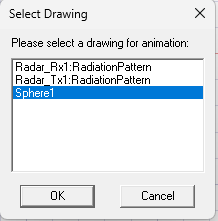 Select Drawing
Please select a drawing for animation:
Radar_Rx1:RadiationPattern
Radar_Tx1:RadiationPattern
Sphere1
OK
Cancel